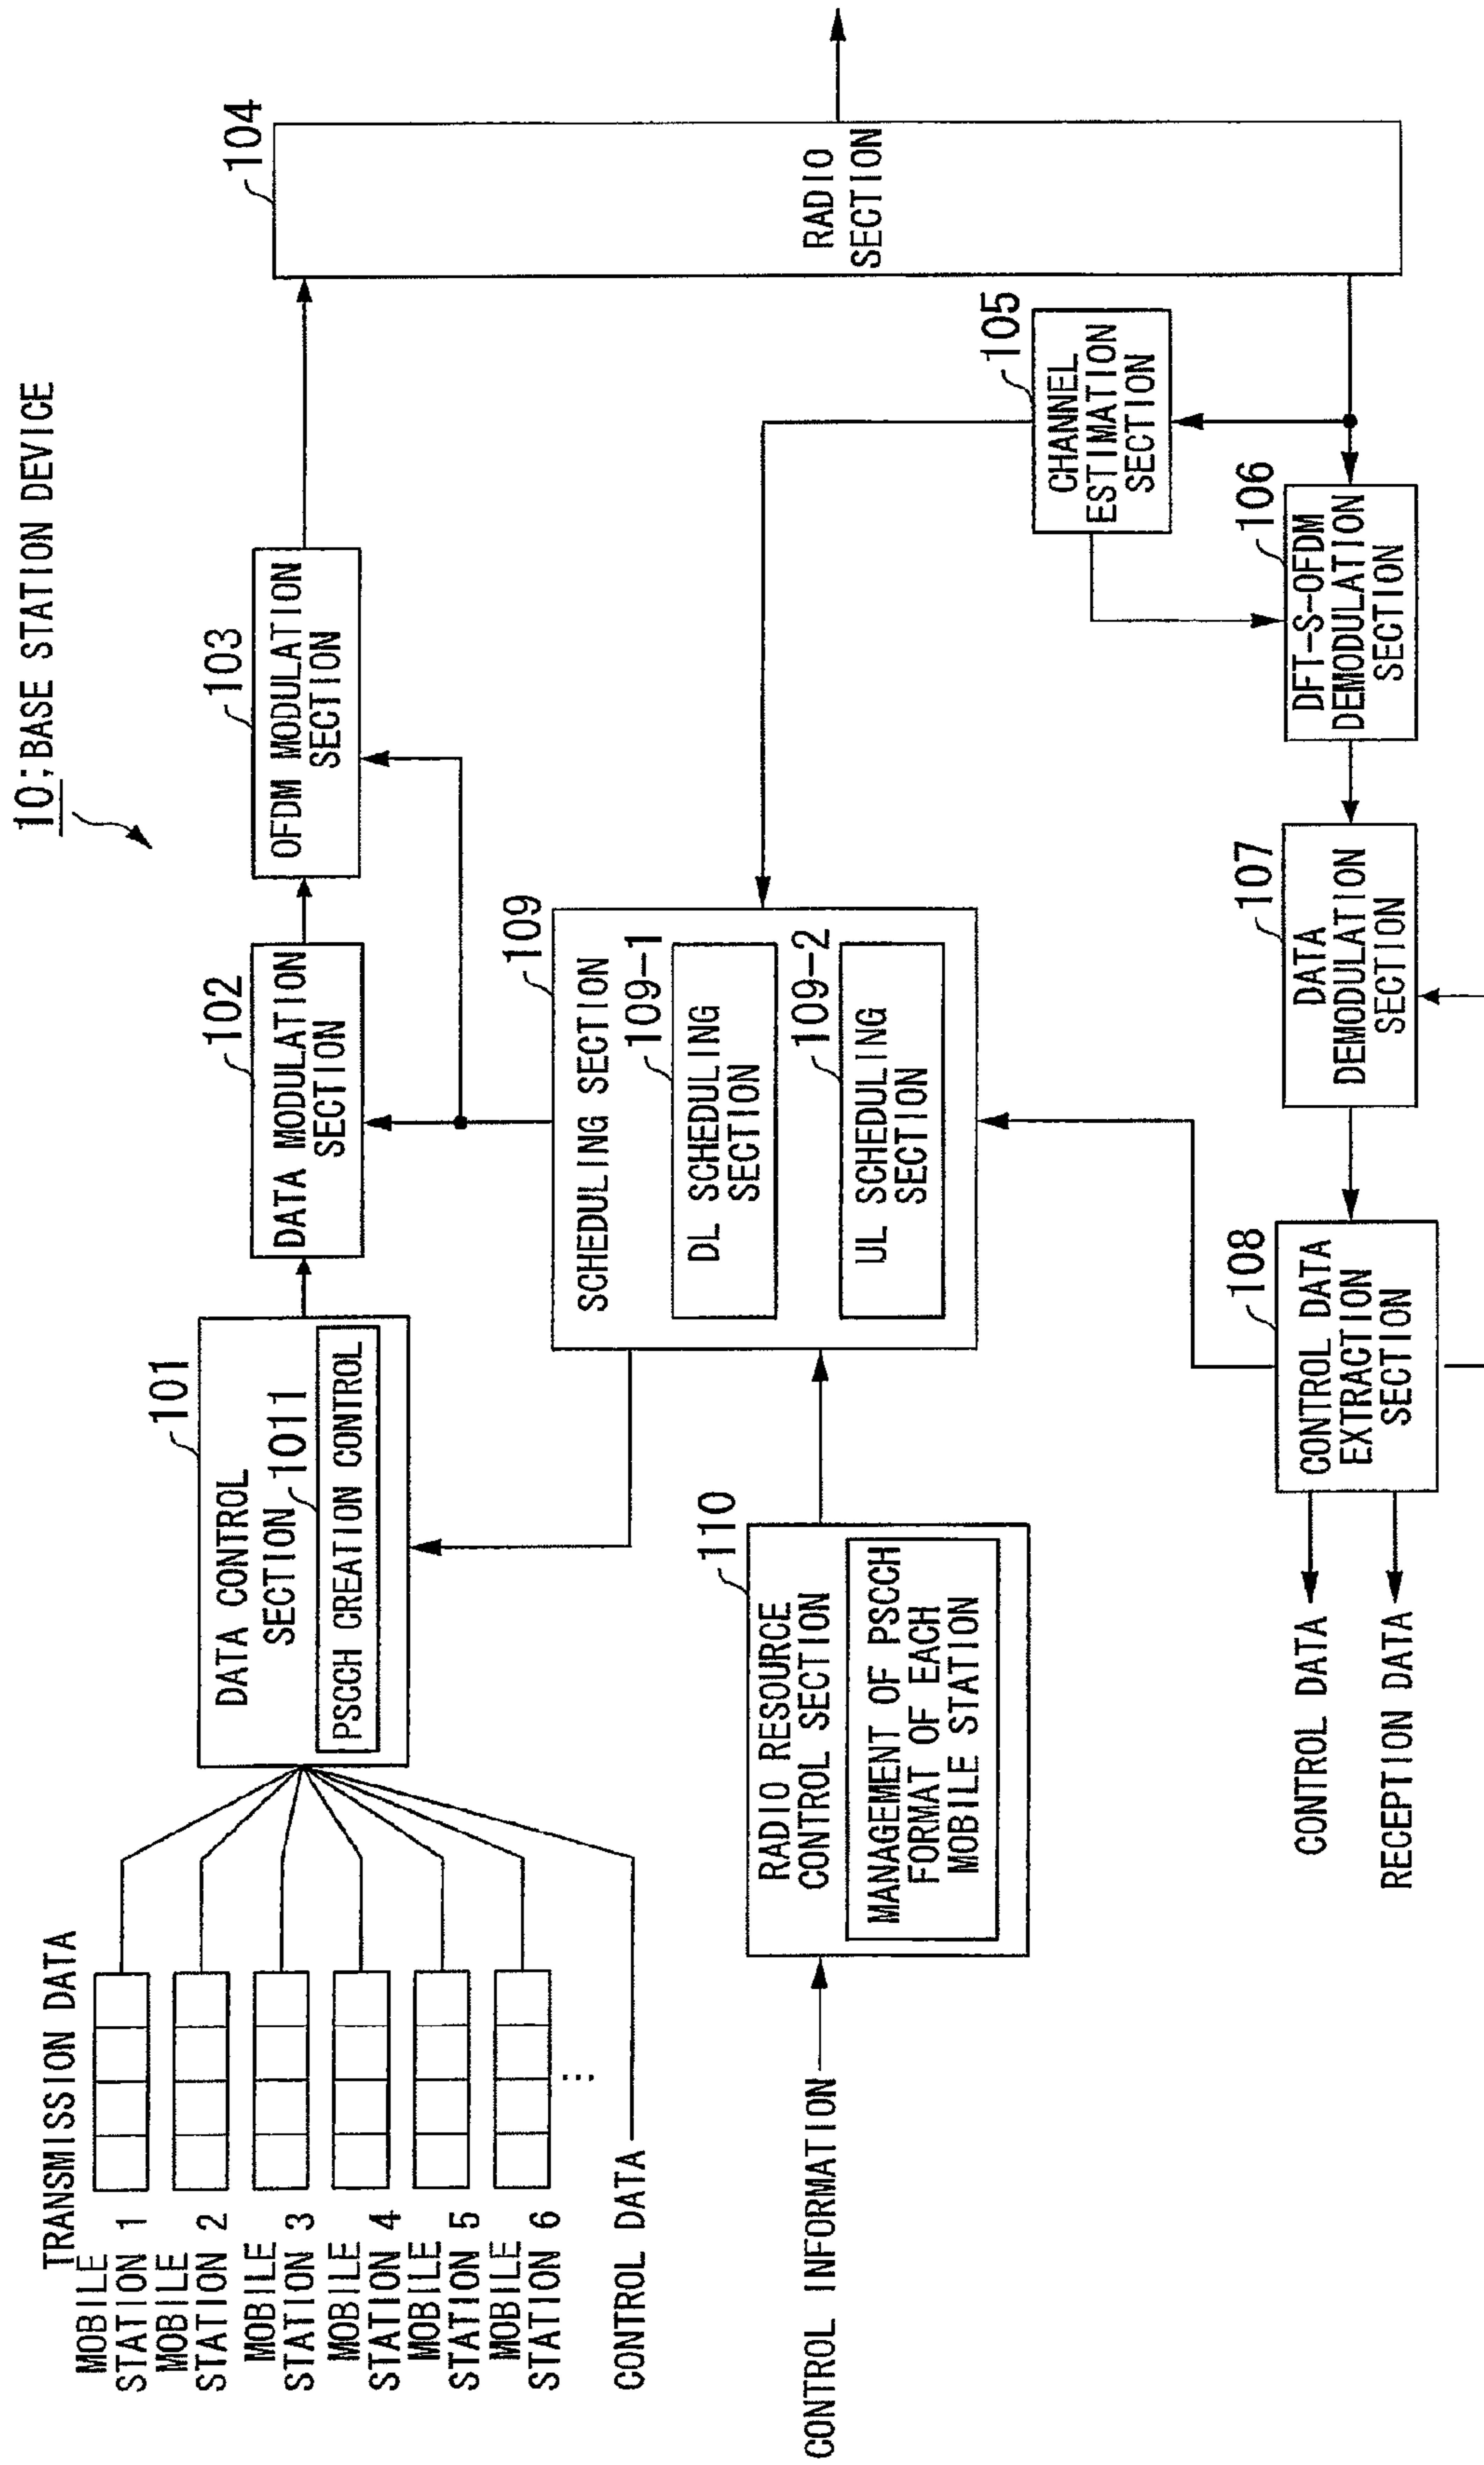 10;BASE STATION DEVICE
TRANSMISSION DATA
MOBILE
STATION 1
MOBILE
STATION 2
MOBILE
STATION 3
MOBILE
STATION 4
MOBILE
STATION 5
MOBILE
STATION 6
...
CONTROL DATA
101
DATA CONTROL
SECTION
1011
PSCCH CREATION CONTROL
102
DATA MODULATION
SECTION
103
OFDM MODULATION
SECTION
104
RADIO
SECTION
109
SCHEDULING SECTION
109-1
DL SCHEDULING
SECTION
109-2
UL SCHEDULING
SECTION
105
CHANNEL
ESTIMATION
SECTION
CONTROL INFORMATION
110
RADIO RESOURCE
CONTROL SECTION
MANAGEMENT OF PSCCH
FORMAT OF EACH
MOBILE STATION
CONTROL DATA
RECEPTION DATA
108
CONTROL DATA
EXTRACTION
SECTION
107
DATA
DEMODULATION
SECTION
106
DFT-S-OFDM
DEMODULATION
SECTION